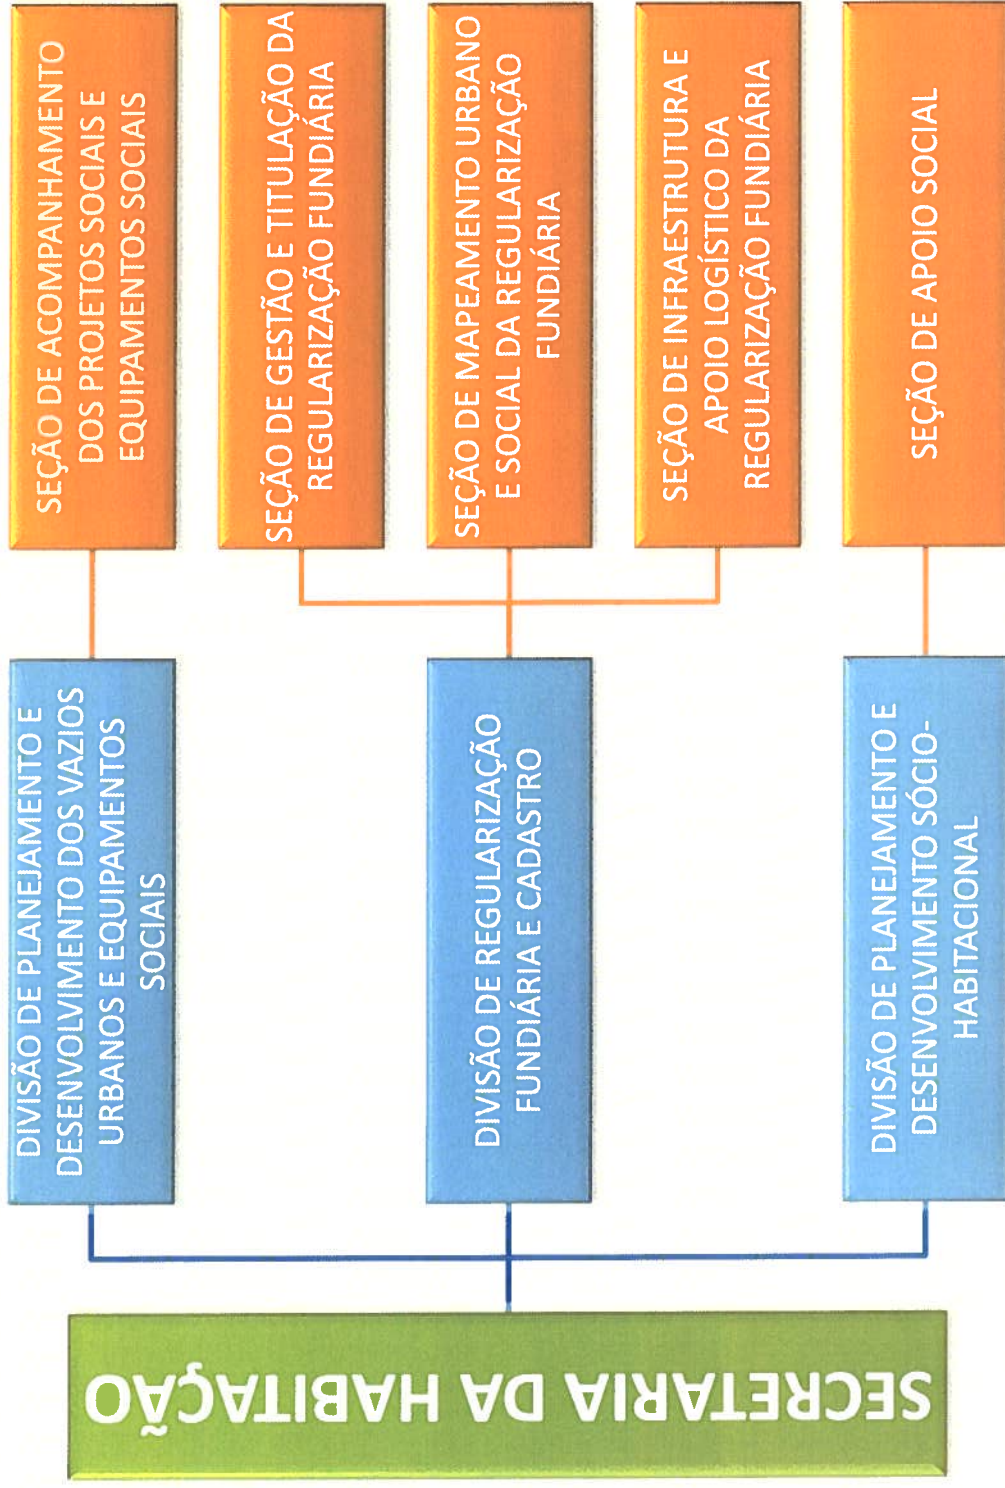 SECRETARIA DA HABITAÇÃO
DIVISÃO DE PLANEJAMENTO E
DESENVOLVIMENTO DOS VAZIOS
URBANOS E EQUIPAMENTOS
SOCIAIS
SEÇÃO DE ACOMPANHAMENTO
DOS PROJETOS SOCIAIS E
EQUIPAMENTOS SOCIAIS
DIVISÃO DE REGULARIZAÇÃO
FUNDIÁRIA E CADASTRO
SEÇÃO DE GESTÃO E TITULAÇÃO DA
REGULARIZAÇÃO FUNDIÁRIA
SEÇÃO DE MAPEAMENTO URBANO
E SOCIAL DA REGULARIZAÇÃO
FUNDIÁRIA
SEÇÃO DE INFRAESTRUTURA E
APOIO LOGÍSTICO DA
REGULARIZAÇÃO FUNDIÁRIA
DIVISÃO DE PLANEJAMENTO E
DESENVOLVIMENTO SÓCIO-
HABITACIONAL
SEÇÃO DE APOIO SOCIAL